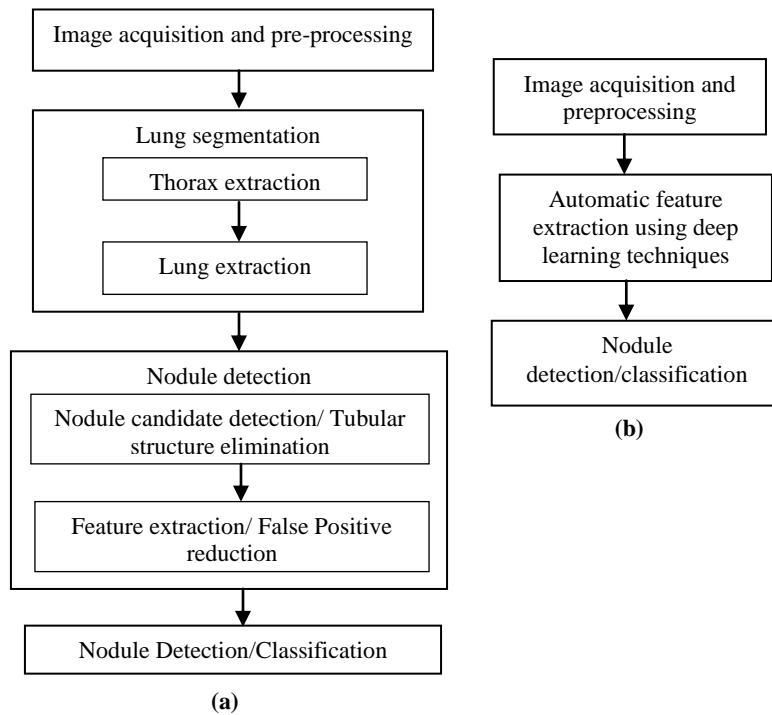 Image acquisition and pre-processing
Lung segmentation
Thorax extraction
Lung extraction
Nodule detection
Nodule candidate detection/ Tubular
structure elimination
Feature extraction/ False Positive
reduction
Nodule Detection/Classification
(a)
Image acquisition and
preprocessing
Automatic feature
extraction using deep
learning techniques
Nodule
detection/classification
(b)